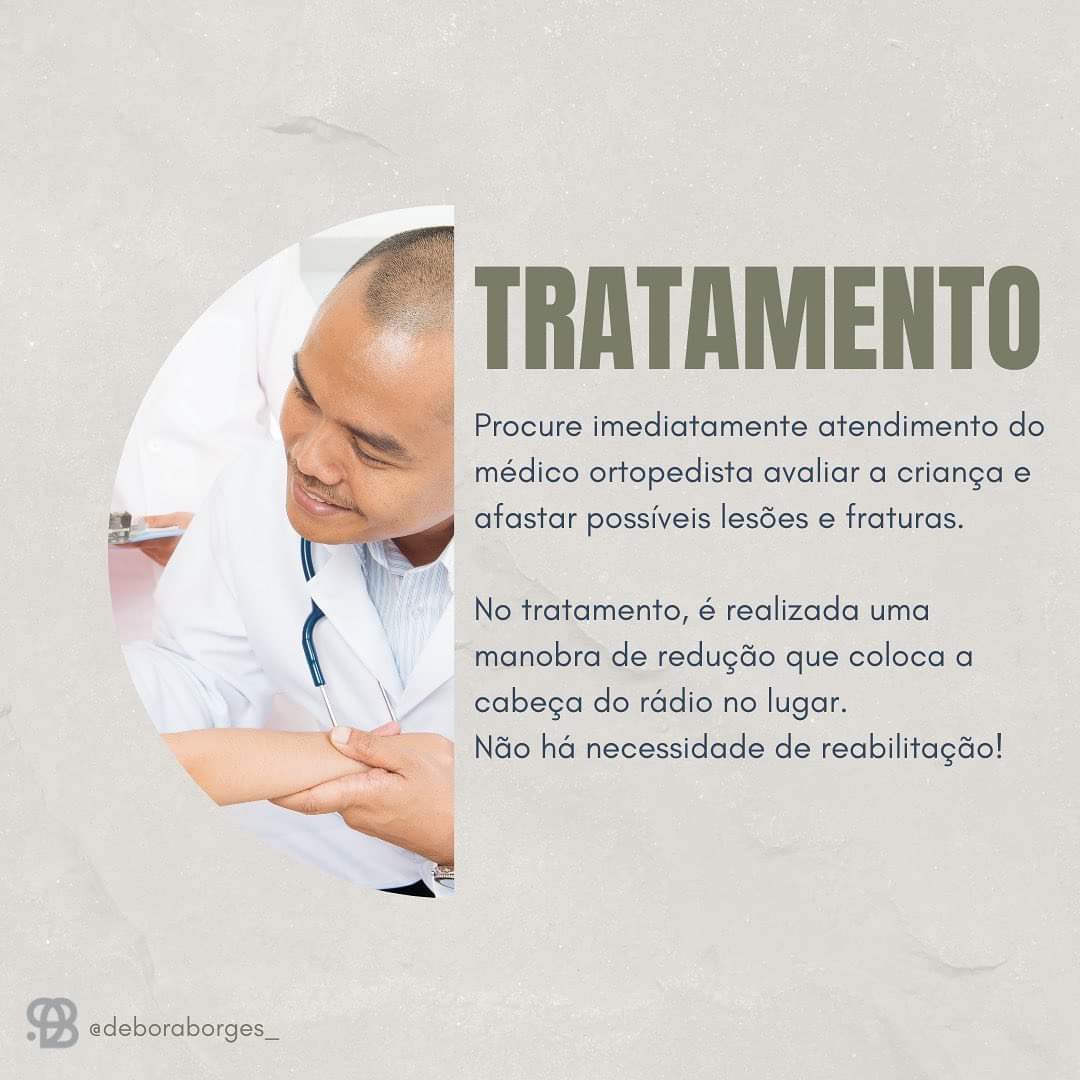 TRATAMENTO
Procure imediatamente atendimento do
médico ortopedista avaliar a criança e
afastar possíveis lesões e fraturas.
No tratamento, é realizada uma
manobra de redução que coloca a
cabeça do rádio no lugar.
Não há necessidade de reabilitação!
@deboraborges_